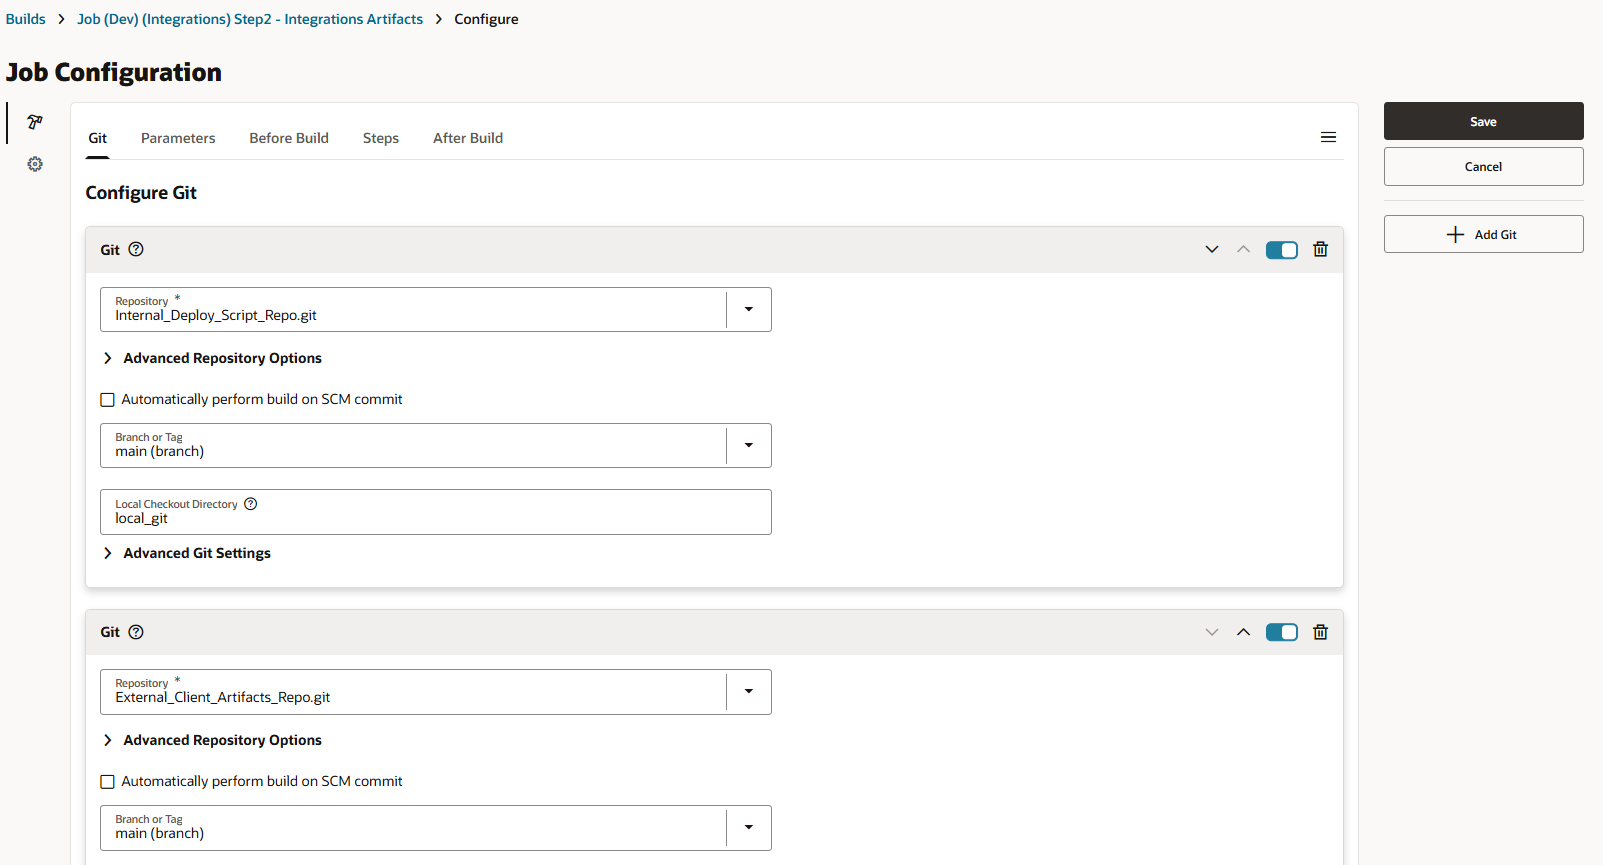 Builds > Job (Dev) (Integrations) Step2 - Integrations Artifacts > Configure
Job Configuration
Git Parameters Before Build Steps After Build
Save
Cancel
Add Git
Configure Git
Git
Repository *
Internal_Deploy_Script_Repo.git
Advanced Repository Options
Automatically perform build on SCM commit
Branch or Tag
main (branch)
Local Checkout Directory
local_git
Advanced Git Settings
Git
Repository *
External_Client_Artifacts_Repo.git
Advanced Repository Options
Automatically perform build on SCM commit
Branch or Tag
main (branch)